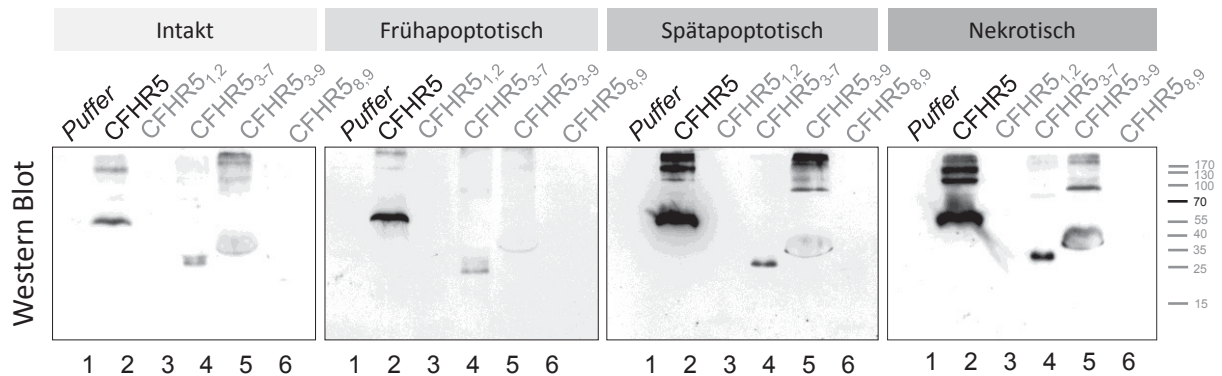 Intakt Frühapoptotisch Spätapoptotisch Nekrotisch
Puffer CFHR5 CFHR5₁,₂ CFHR5₃₋₇ CFHR5₃₋₉ CFHR5₈,₉ Puffer CFHR5 CFHR5₁,₂ CFHR5₃₋₇ CFHR5₃₋₉ CFHR5₈,₉ Puffer CFHR5 CFHR5₁,₂ CFHR5₃₋₇ CFHR5₃₋₉ CFHR5₈,₉ Puffer CFHR5 CFHR5₁,₂ CFHR5₃₋₇ CFHR5₃₋₉ CFHR5₈,₉
Western Blot
170
130
100
70
55
40
35
25
15
1 2 3 4 5 6 1 2 3 4 5 6 1 2 3 4 5 6 1 2 3 4 5 6